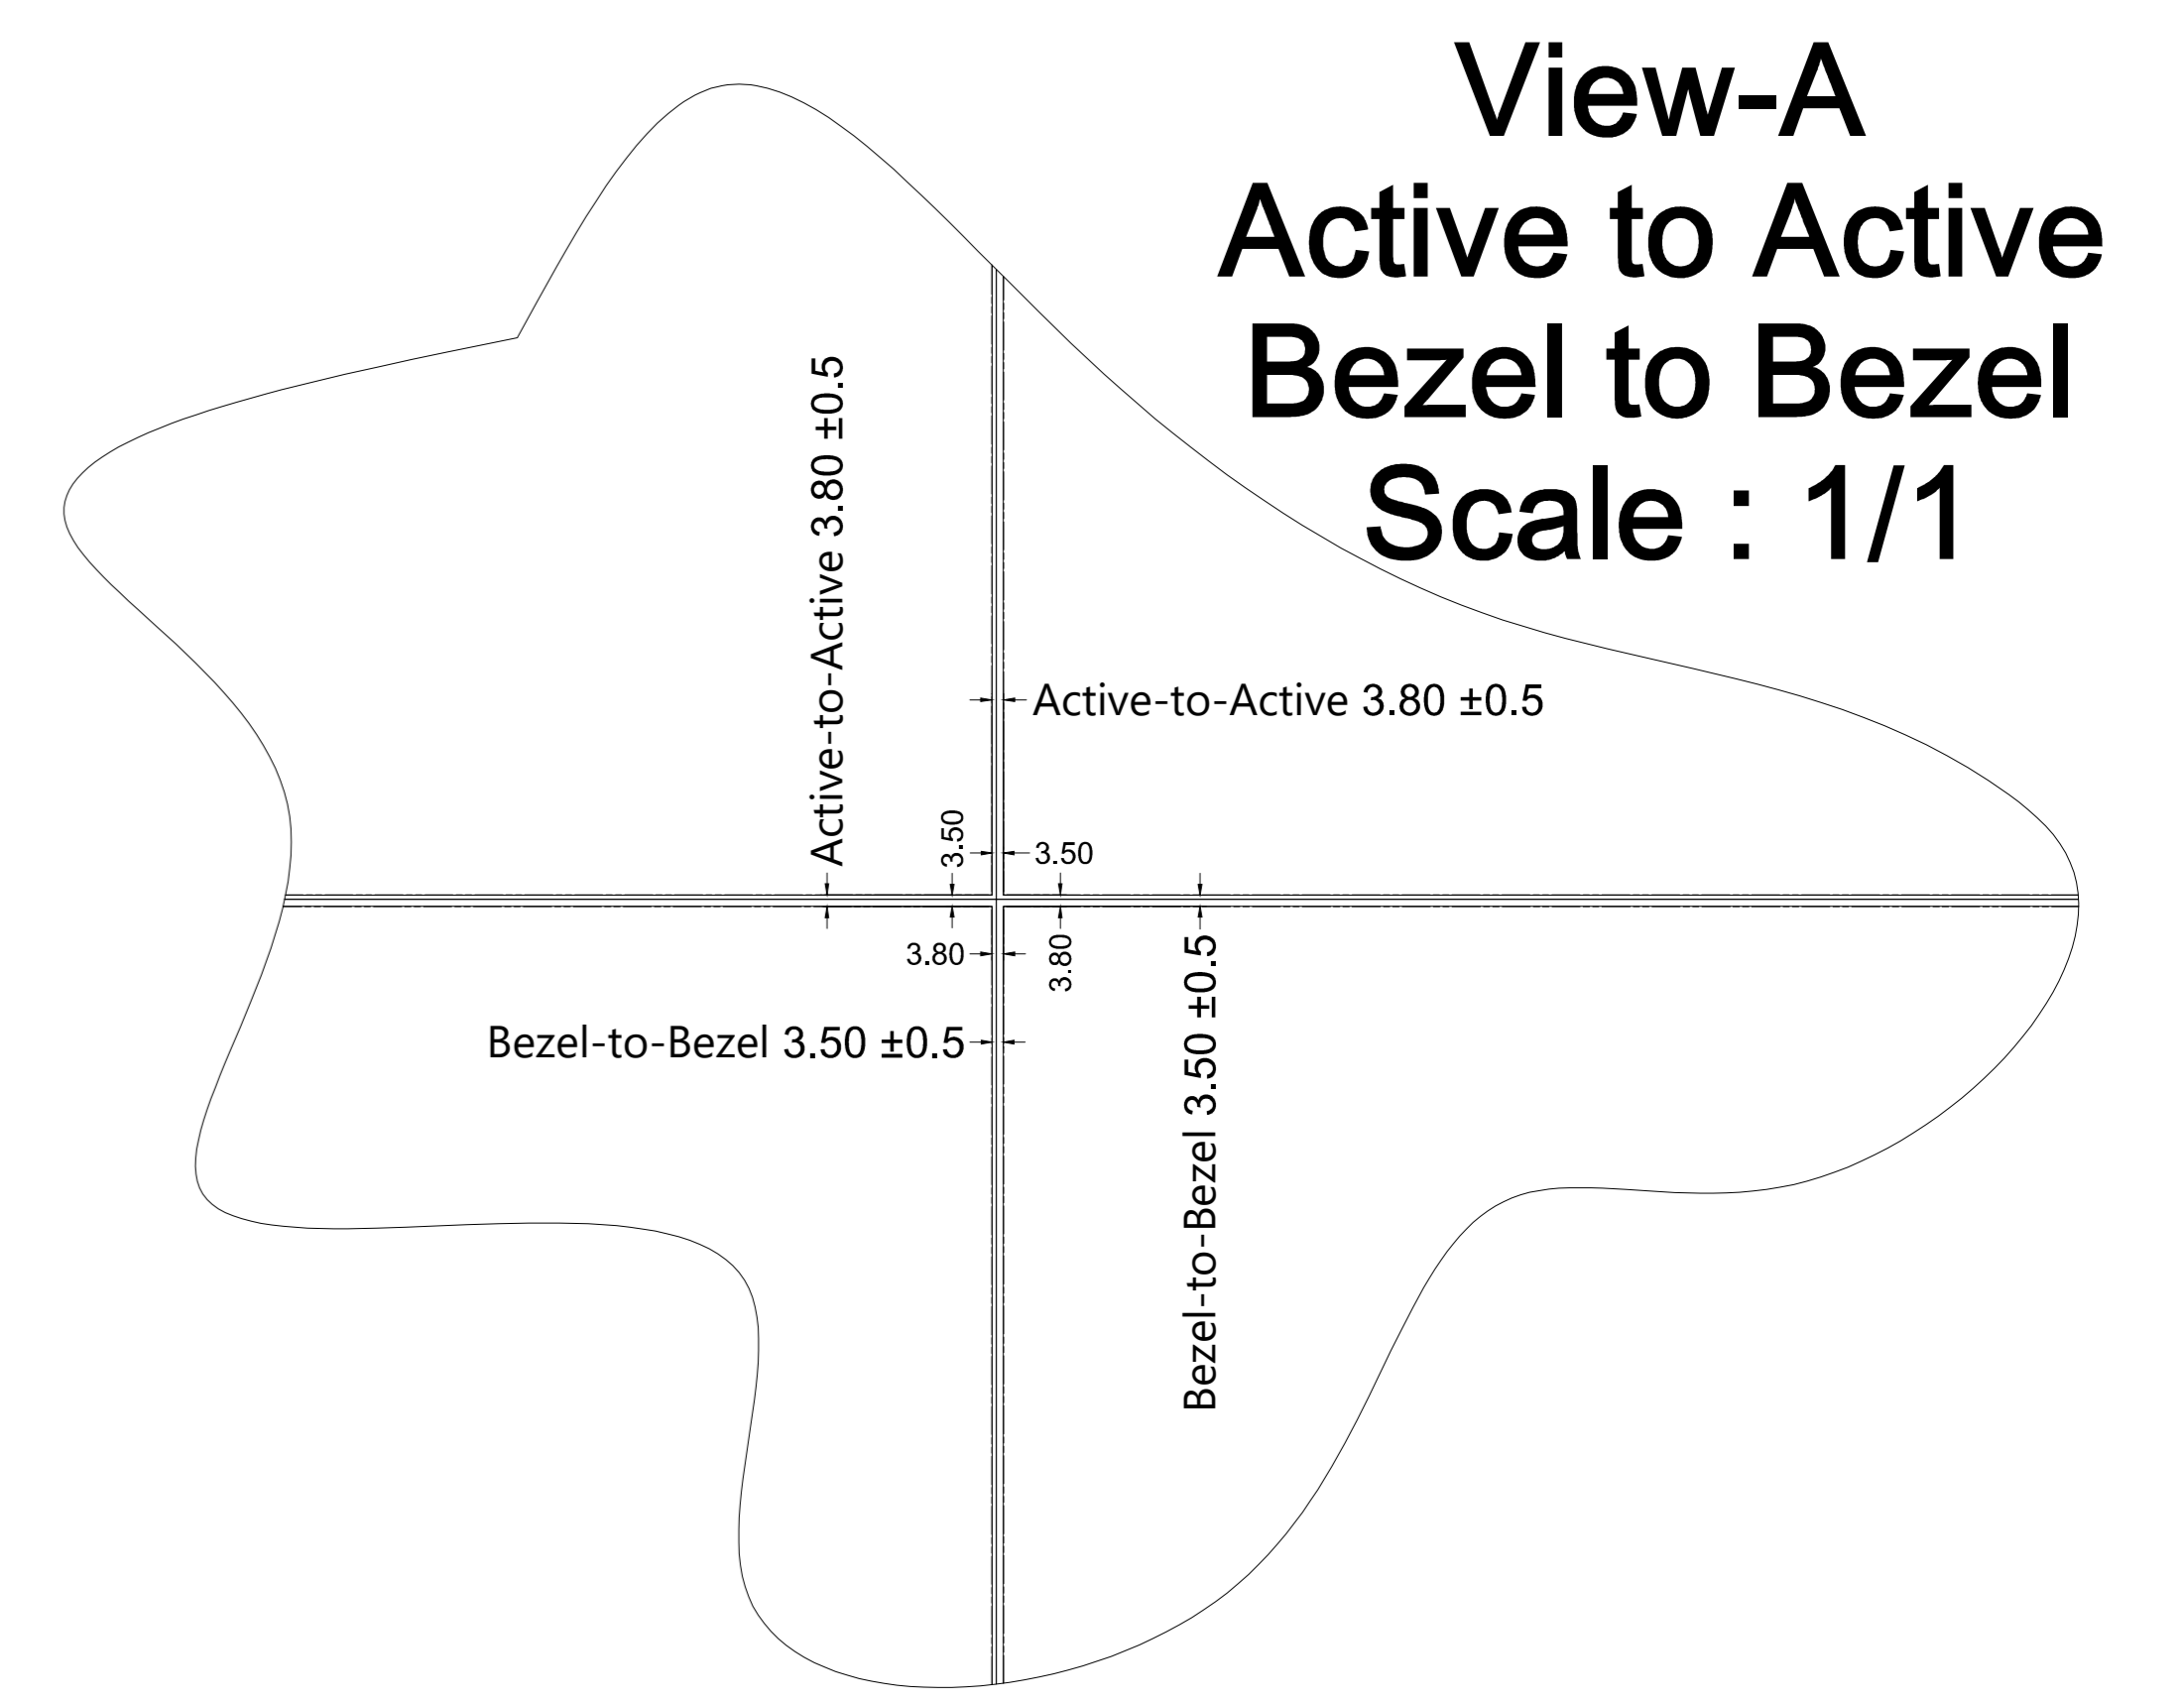 View-A
Active to Active
Bezel to Bezel
Scale : 1/1
Active-to-Active 3.80 ±0.5
Active-to-Active 3.80 ±0.5
3.50
3.50
3.80
3.80
Bezel-to-Bezel 3.50 ±0.5
Bezel-to-Bezel 3.50 ±0.5